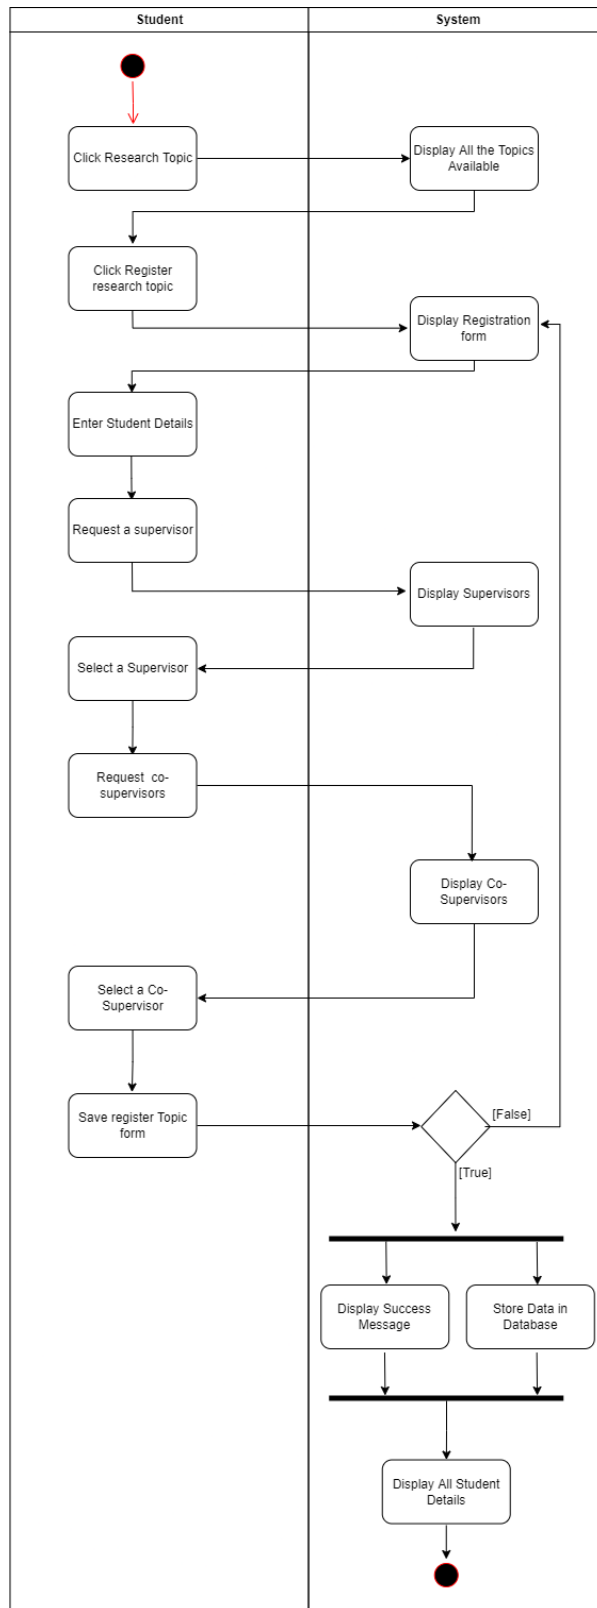 Student
System
Click Research Topic
Display All the Topics
Available
Click Register
research topic
Display Registration
form
Enter Student Details
Request a supervisor
Display Supervisors
Select a Supervisor
Request co-
supervisors
Display Co-
Supervisors
Select a Co-
Supervisor
Save register Topic
form
[False]
[True]
Display Success
Message
Store Data in
Database
Display All Student
Details